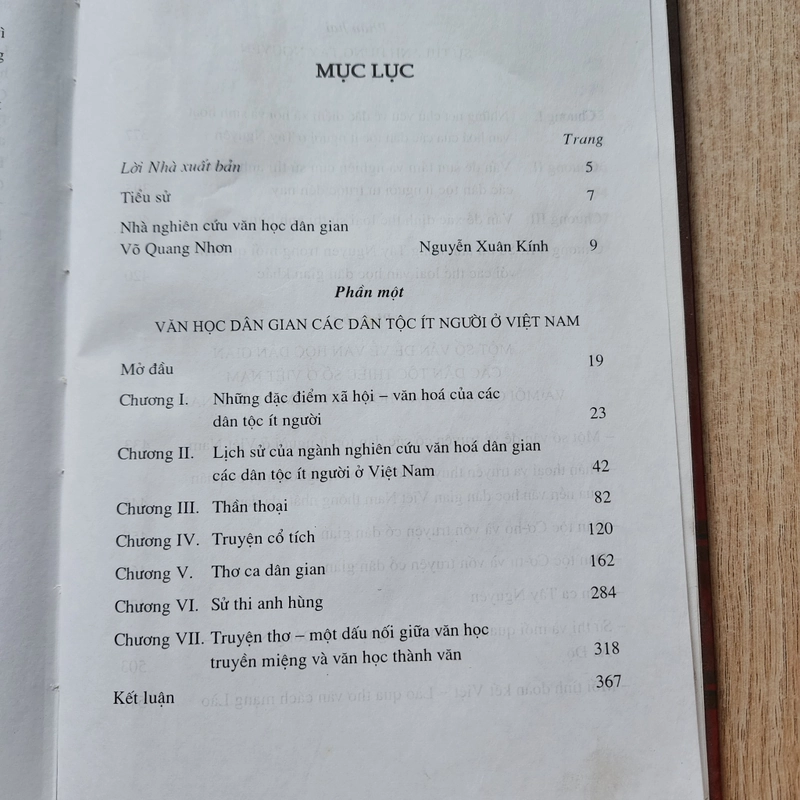 MỤC LỤC
Trang
Lời Nhà xuất bản 5
Tiểu sử 7
Nhà nghiên cứu văn học dân gian
Võ Quang Nhơn Nguyễn Xuân Kính 9
Phần một
VĂN HỌC DÂN GIAN CÁC DÂN TỘC ÍT NGƯỜI Ở VIỆT NAM
Mở đầu 19
Chương I. Những đặc điểm xã hội – văn hoá của các
dân tộc ít người 23
Chương II. Lịch sử của ngành nghiên cứu văn hoá dân gian
các dân tộc ít người ở Việt Nam 42
Chương III. Thần thoại 82
Chương IV. Truyện cổ tích 120
Chương V. Thơ ca dân gian 162
Chương VI. Sử thi anh hùng 284
Chương VII. Truyện thơ – một dấu nối giữa văn học
truyền miệng và văn học thành văn 318
Kết luận 367